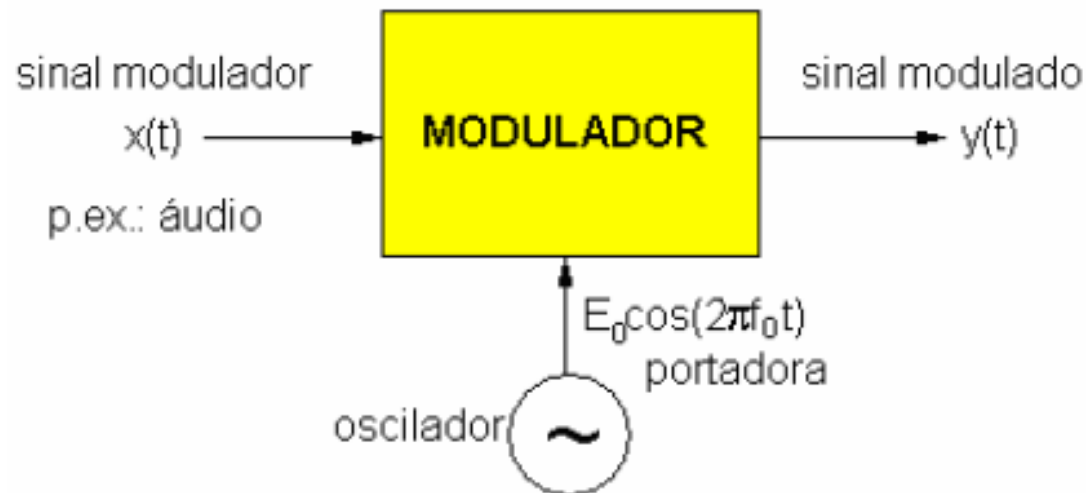 sinal modulador
x(t)
p.ex.: áudio
MODULADOR
sinal modulado
y(t)
E₀cos(2πf₀t)
portadora
oscilador
~